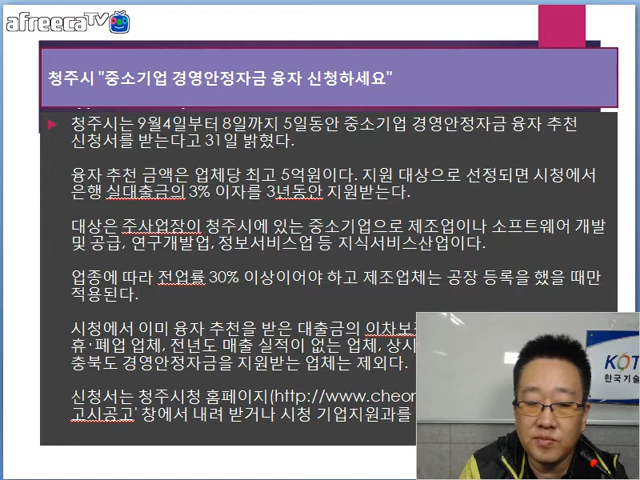 afreecaTV
청주시 "중소기업 경영안정자금 융자 신청하세요"
청주시는 9월4일부터 8일까지 5일동안 중소기업 경영안정자금 융자 추천
신청서를 받는다고 31일 밝혔다.
융자 추천 금액은 업체당 최고 5억원이다. 지원 대상으로 선정되면 시청에서
은행 실대출금의 3% 이자를 3년동안 지원받는다.
대상은 주사업장이 청주시에 있는 중소기업으로 제조업이나 소프트웨어 개발
및 공급, 연구개발업, 정보서비스업 등 지식서비스산업이다.
업종에 따라 전업률 30% 이상이어야 하고 제조업체는 공장 등록을 했을 때만
적용된다.
시청에서 이미 융자 추천을 받은 대출금의 이차보
휴·폐업 업체, 전년도 매출 실적이 없는 업체, 상시
충북도 경영안정자금을 지원받는 업체는 제외다.
신청서는 청주시청 홈페이지(http://www.cheo
고시공고' 창에서 내려 받거나 시청 기업지원과를
KOT
한국기술